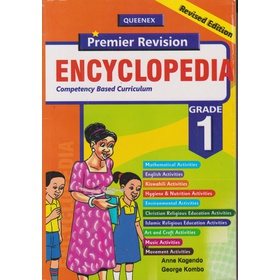 QUEENEX
Revised Edition
Premier Revision
ENCYCLOPEDIA
Competency Based Curriculum
GRADE
1
Mathematical Activities
English Activities
Kiswahili Activities
Hygiene & Nutrition Activities
Environmental Activities
Christian Religious Education Activities
Islamic Religious Education Activities
Art and Craft Activities
Music Activities
Movement Activities
Anne Kagendo
George Kombo